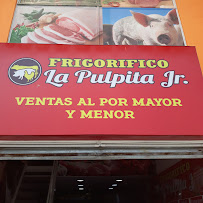 FRIGORIFICO
La Pulpita Jr.
VENTAS AL POR MAYOR
Y MENOR